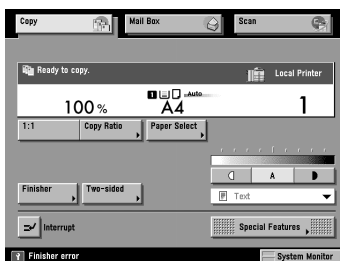 Copy
Mail Box
Scan
Ready to copy.
Local Printer
100 %
1 Auto
A4
1
1:1
Copy Ratio
Paper Select
A
Finisher
Two-sided
Text
Interrupt
Special Features
Finisher error
System Monitor